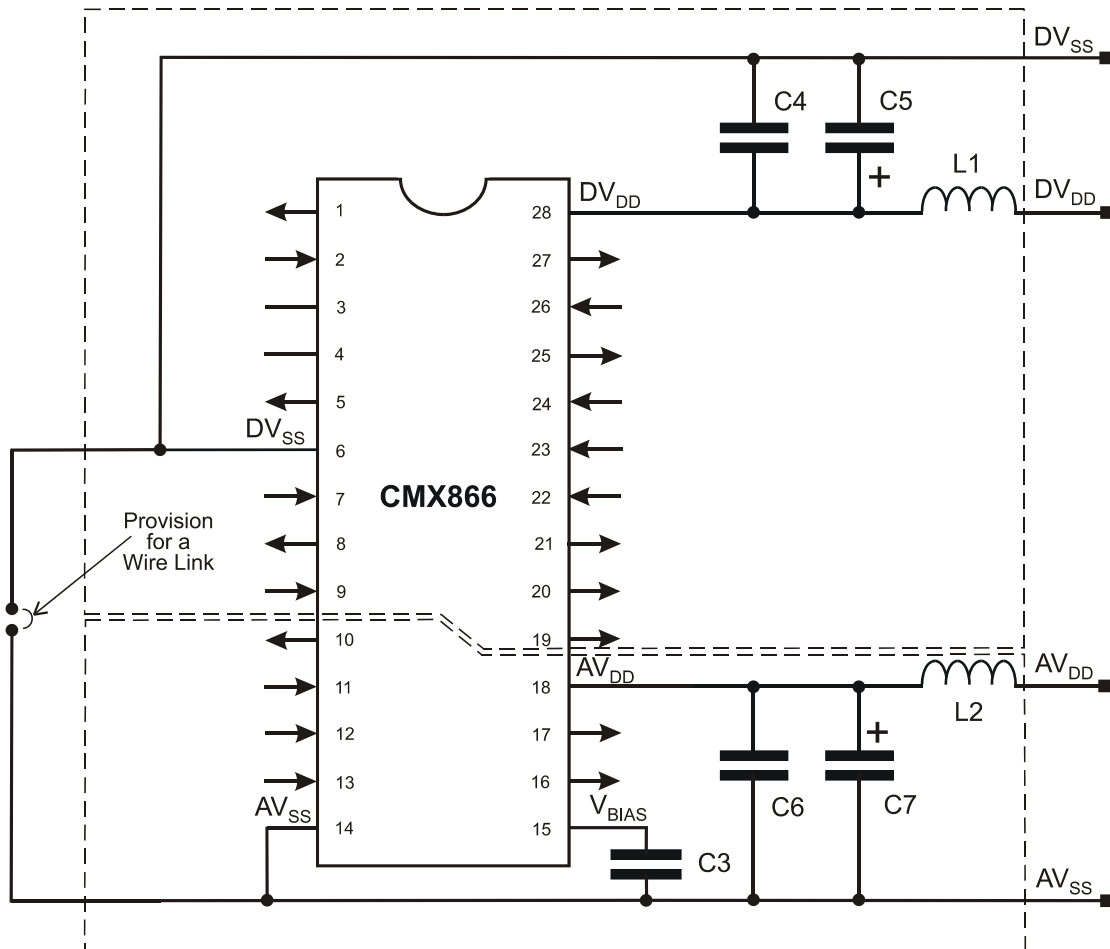 DVSS
C4
C5
L1
DVDD
DVDD
+
1
28
2
27
3
26
4
25
5
24
DVSS
6
23
CMX866
7
22
Provision
for a
Wire Link
8
21
9
20
10
19
AVDD
AVDD
11
18
L2
+
12
17
13
16
C6
C7
AVSS
VBIAS
14
15
C3
AVSS